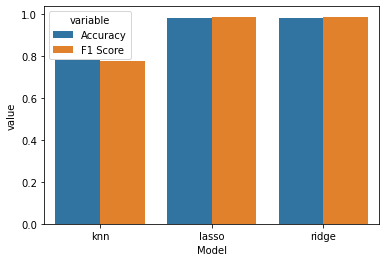 1.0
0.8
0.6
0.4
0.2
0.0
value
variable
Accuracy
F1 Score
knn
lasso
ridge
Model